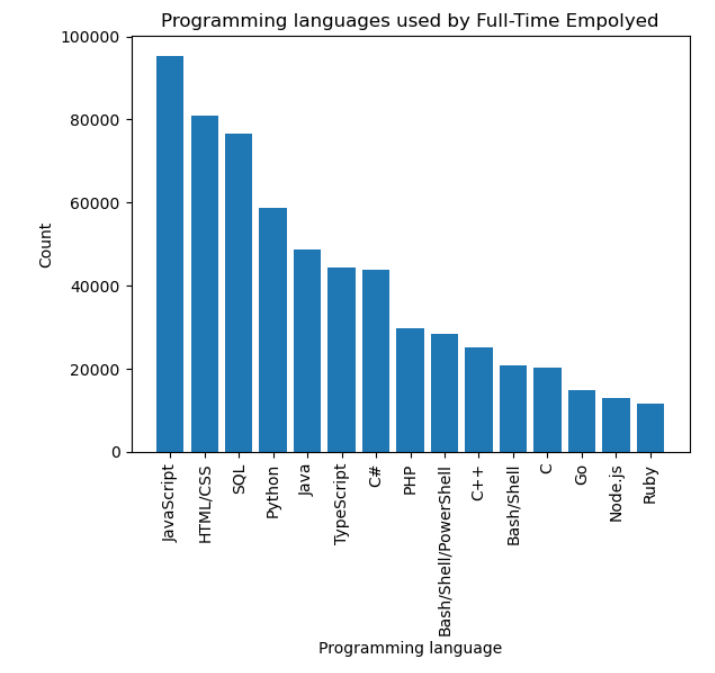 Programming languages used by Full-Time Empolyed
100000
80000
60000
40000
20000
0
Count
JavaScript
HTML/CSS
SQL
Python
Java
TypeScript
C#
PHP
Bash/Shell/PowerShell
C++
Bash/Shell
C
Go
Node.js
Ruby
Programming language